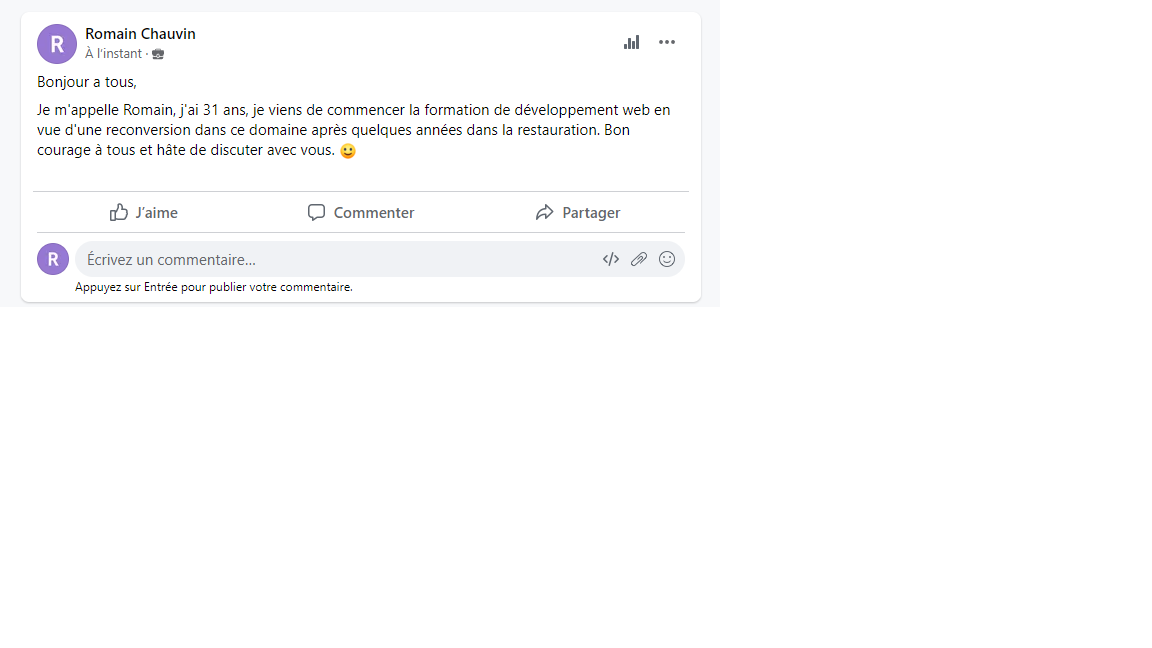 R
Romain Chauvin
À l'instant ·
Bonjour a tous,
Je m'appelle Romain, j'ai 31 ans, je viens de commencer la formation de développement web en
vue d'une reconversion dans ce domaine après quelques années dans la restauration. Bon
courage à tous et hâte de discuter avec vous. 🙂
J’aime
Commenter
Partager
R
Écrivez un commentaire…
</>
Appuyez sur Entrée pour publier votre commentaire.